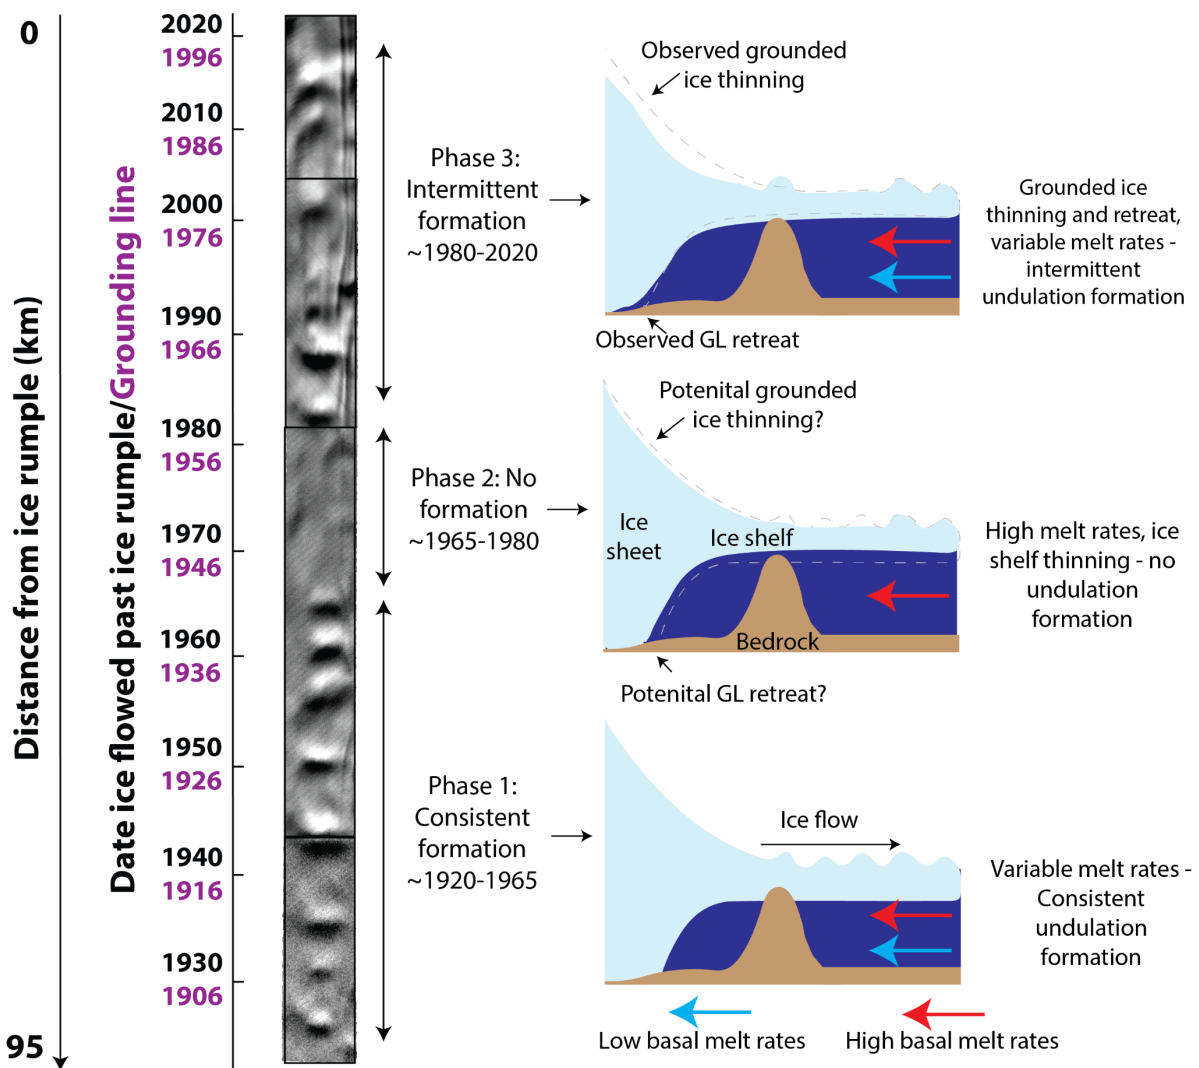 0
95
Distance from ice rumple (km)
Date ice flowed past ice rumple/Grounding line
2020
1996
2010
1986
2000
1976
1990
1966
1980
1956
1970
1946
1960
1936
1950
1926
1940
1916
1930
1906
Phase 3:
Intermittent
formation
~1980-2020
Observed grounded
ice thinning
Observed GL retreat
Grounded ice
thinning and retreat,
variable melt rates -
intermittent
undulation formation
Phase 2: No
formation
~1965-1980
Potenital grounded
ice thinning?
Ice
sheet
Ice shelf
Bedrock
Potenital GL retreat?
High melt rates, ice
shelf thinning - no
undulation
formation
Phase 1:
Consistent
formation
~1920-1965
Ice flow
Variable melt rates -
Consistent
undulation
formation
Low basal melt rates
High basal melt rates